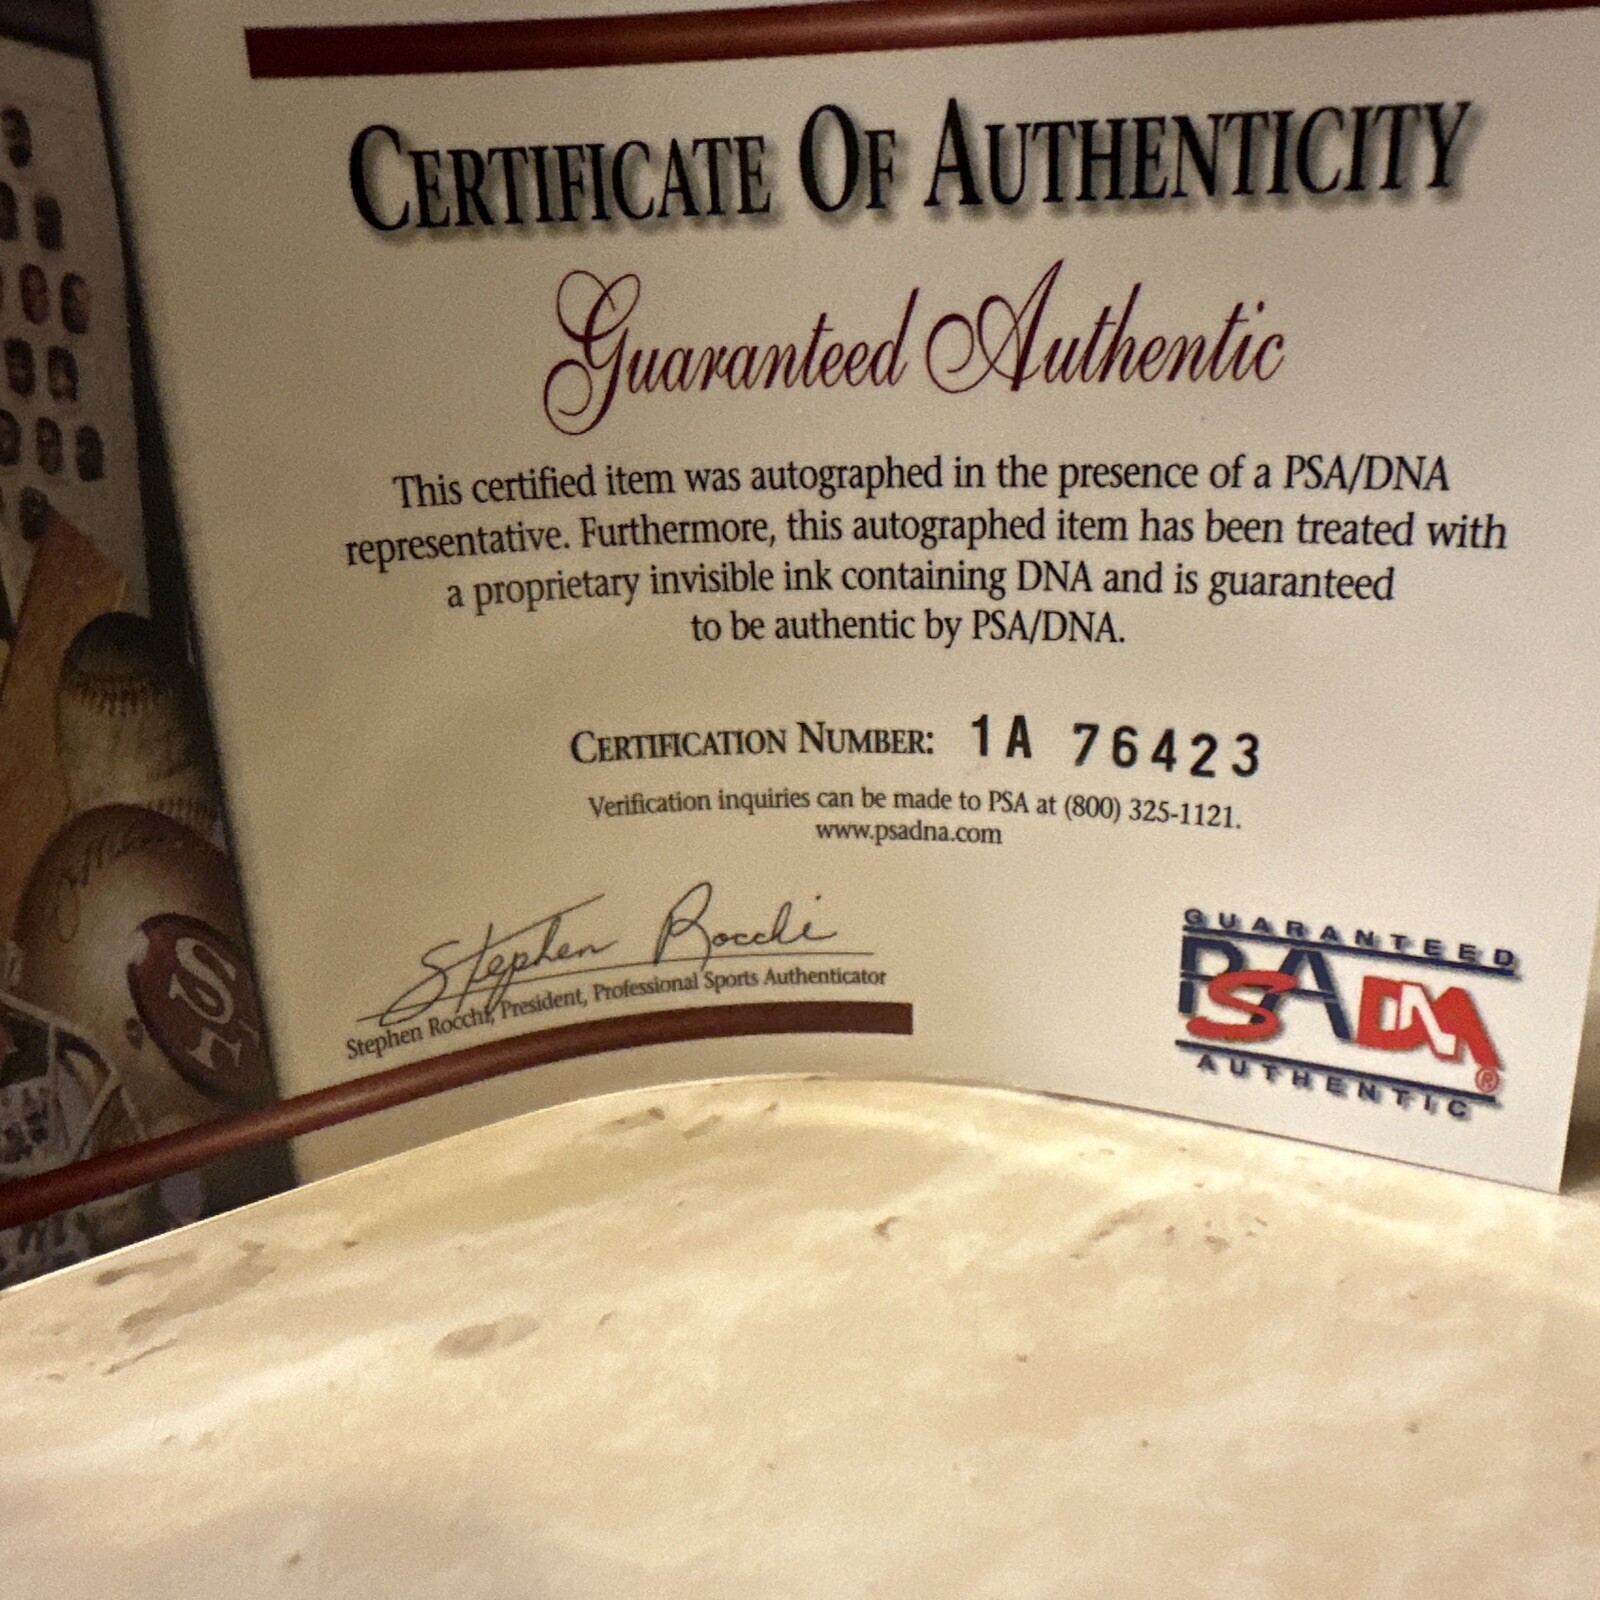 CERTIFICATE OF AUTHENTICITY
Guaranteed Authentic
This certified item was autographed in the presence of a PSA/DNA
representative. Furthermore, this autographed item has been treated with
a proprietary invisible ink containing DNA and is guaranteed
to be authentic by PSA/DNA.
CERTIFICATION NUMBER: 1A 76423
Verification inquiries can be made to PSA at (800) 325-1121.
www.psadna.com
Stephen Rocchi
Stephen Rocchi, President, Professional Sports Authenticator
GUARANTEED
PSA DNA
AUTHENTIC
®
SF